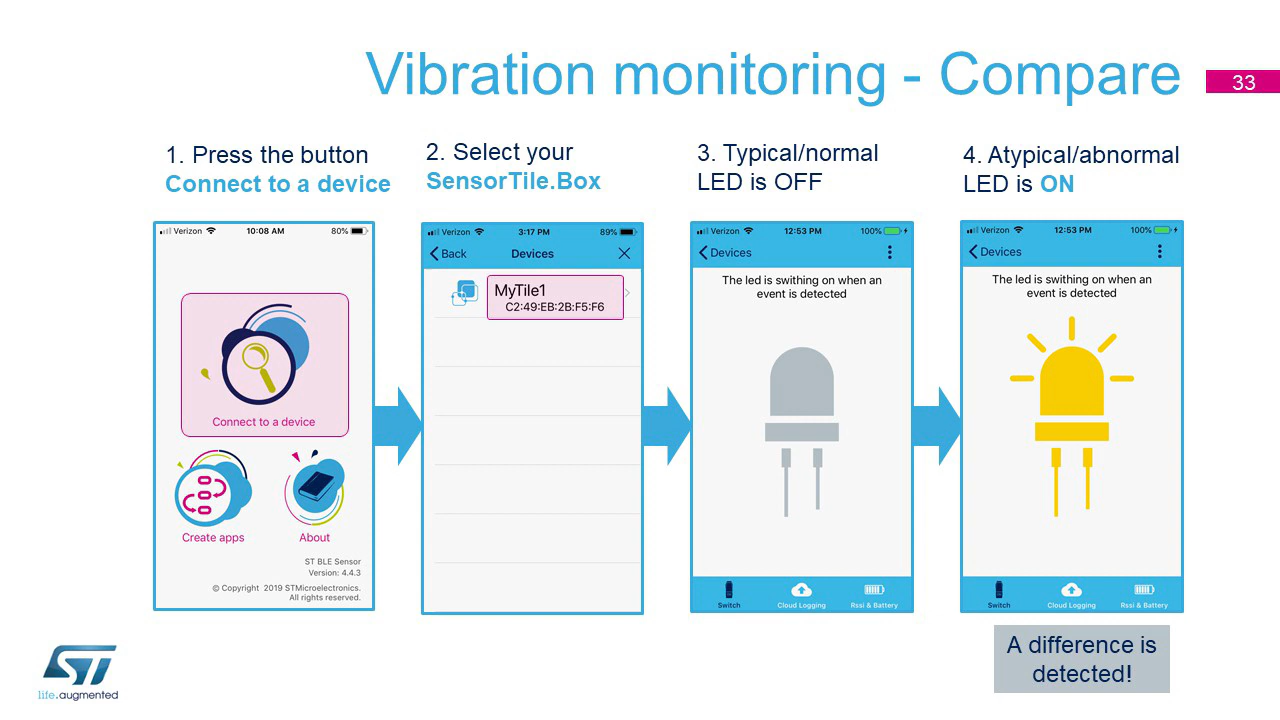 Vibration monitoring - Compare
33
1. Press the button
Connect to a device
2. Select your
SensorTile.Box
3. Typical/normal
LED is OFF
4. Atypical/abnormal
LED is ON
Verizon 10:08 AM 80%
Connect to a device
Create apps
About
ST BLE Sensor
Version: 4.4.3
© Copyright 2019 STMicroelectronics.
All rights reserved.
Verizon 3:17 PM 89%
Back Devices
MyTile1
C2:49:EB:2B:F5:F6
Verizon 12:53 PM 100%
Devices
The led is swithing on when an
event is detected
Switch Cloud Logging Rssi & Battery
Verizon 12:53 PM 100%
Devices
The led is swithing on when an
event is detected
Switch Cloud Logging Rssi & Battery
A difference is
detected!
ST
life.augmented